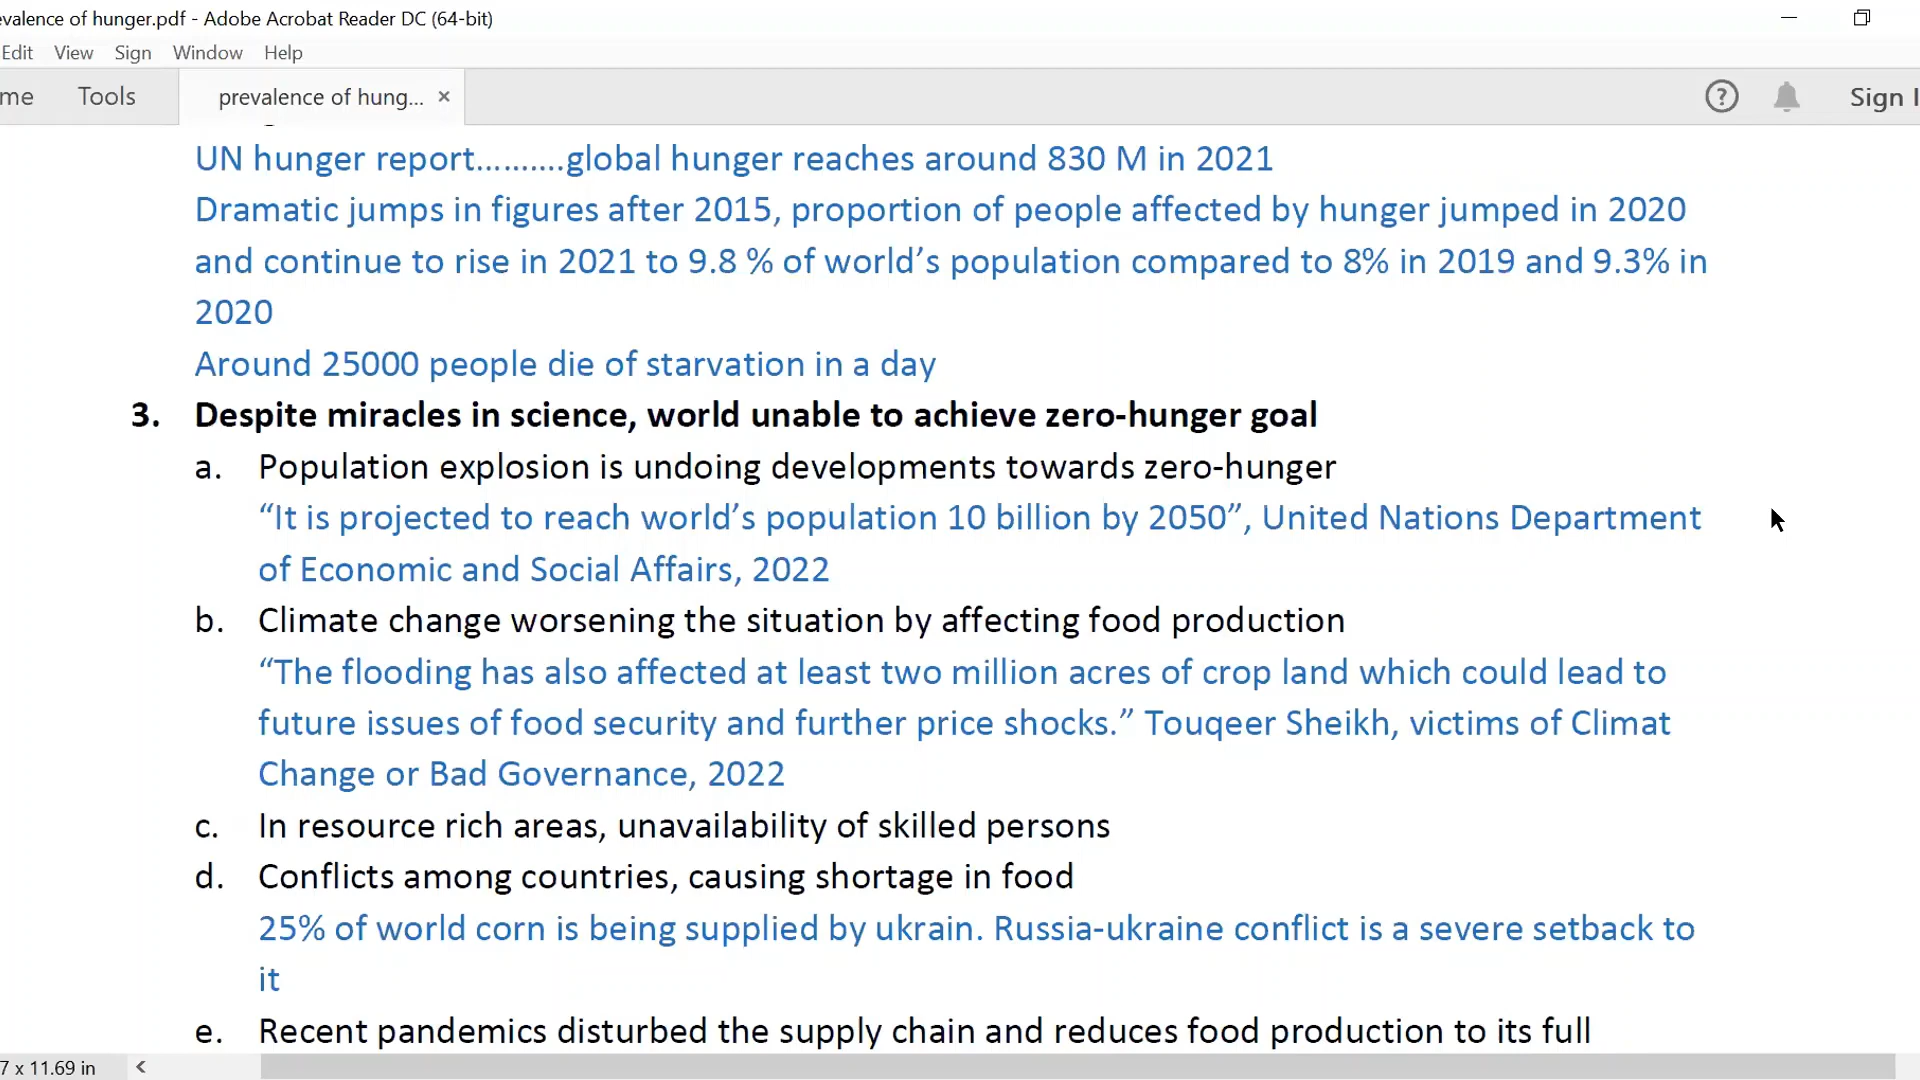 evalence of hunger.pdf - Adobe Acrobat Reader DC (64-bit)
Edit View Sign Window Help
me Tools prevalence of hung... × ? Sign I
UN hunger report..........global hunger reaches around 830 M in 2021
Dramatic jumps in figures after 2015, proportion of people affected by hunger jumped in 2020
and continue to rise in 2021 to 9.8 % of world’s population compared to 8% in 2019 and 9.3% in
2020
Around 25000 people die of starvation in a day
3. Despite miracles in science, world unable to achieve zero-hunger goal
a. Population explosion is undoing developments towards zero-hunger
“It is projected to reach world’s population 10 billion by 2050”, United Nations Department
of Economic and Social Affairs, 2022
b. Climate change worsening the situation by affecting food production
“The flooding has also affected at least two million acres of crop land which could lead to
future issues of food security and further price shocks.” Touqeer Sheikh, victims of Climat
Change or Bad Governance, 2022
c. In resource rich areas, unavailability of skilled persons
d. Conflicts among countries, causing shortage in food
25% of world corn is being supplied by ukrain. Russia-ukraine conflict is a severe setback to
it
e. Recent pandemics disturbed the supply chain and reduces food production to its full
7 x 11.69 in